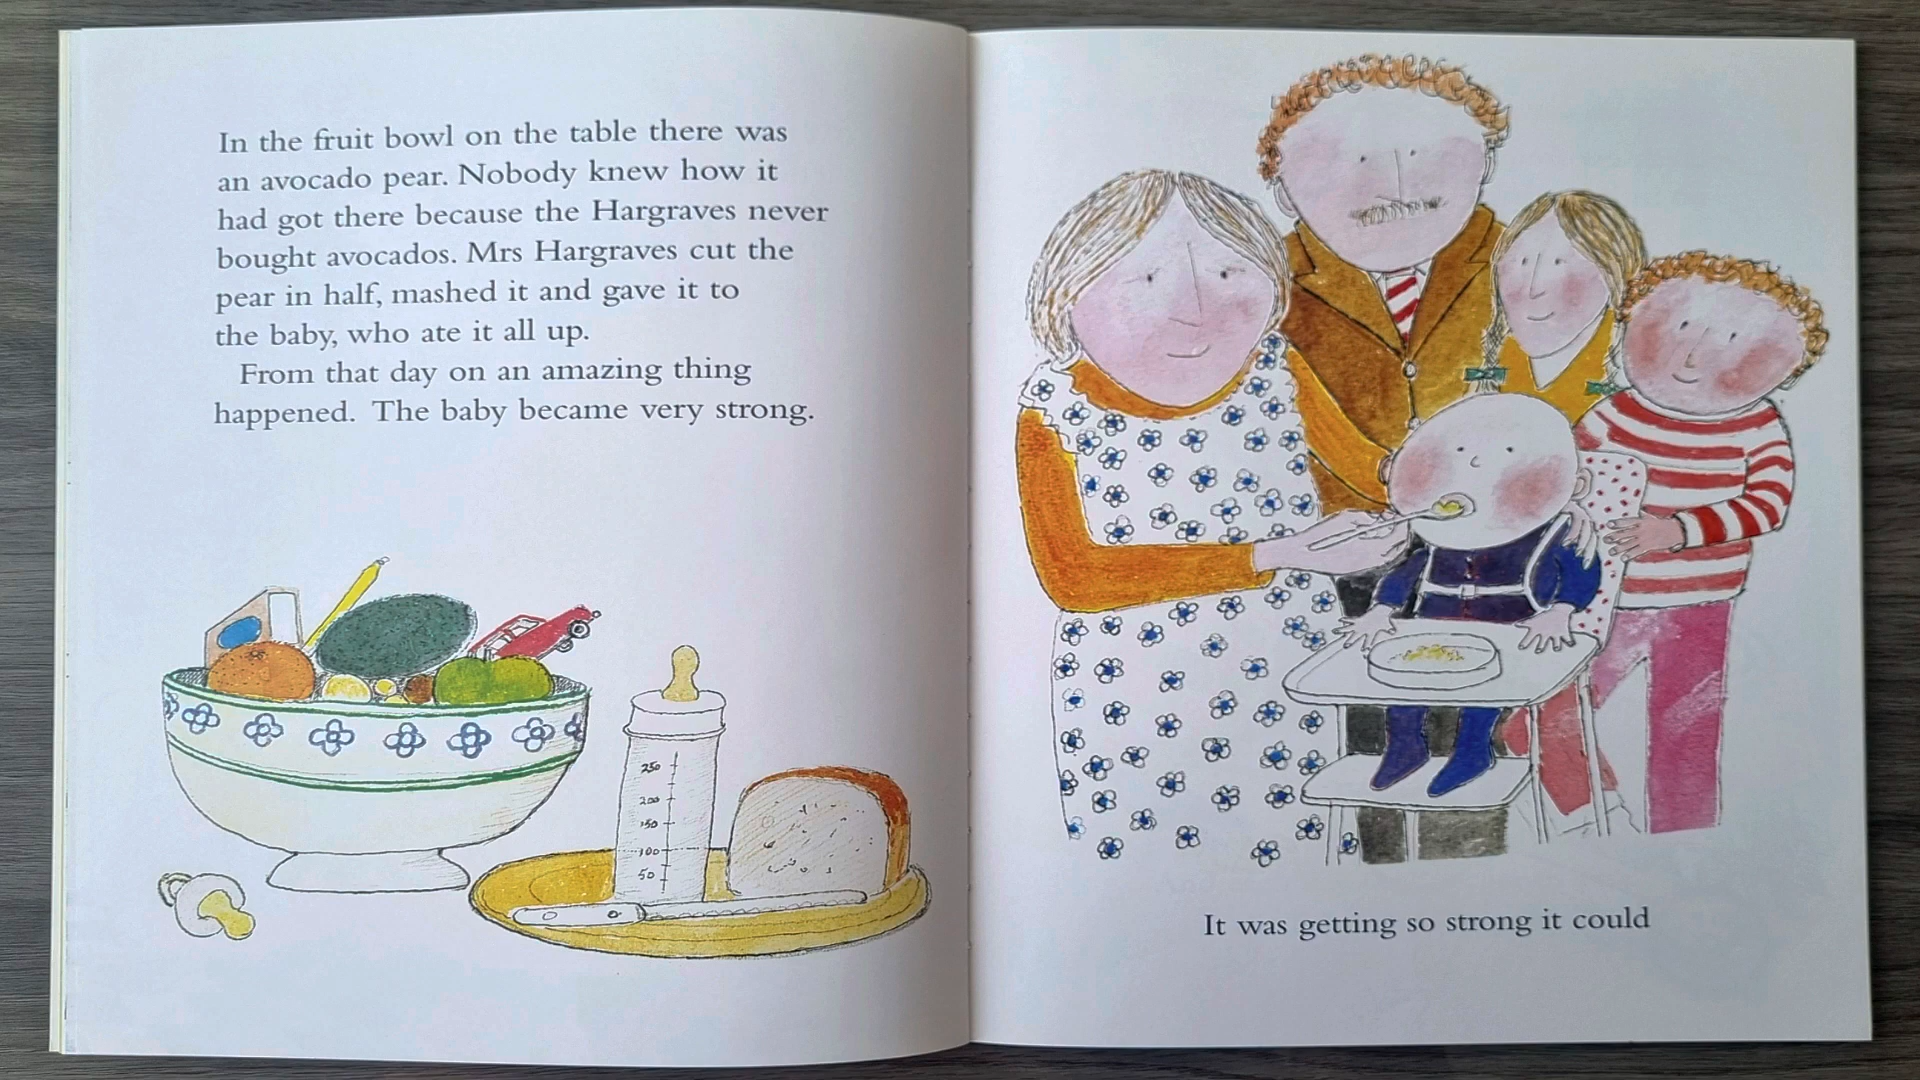 In the fruit bowl on the table there was
an avocado pear. Nobody knew how it
had got there because the Hargraves never
bought avocados. Mrs Hargraves cut the
pear in half, mashed it and gave it to
the baby, who ate it all up.
From that day on an amazing thing
happened. The baby became very strong.
250
200
150
100
50
It was getting so strong it could